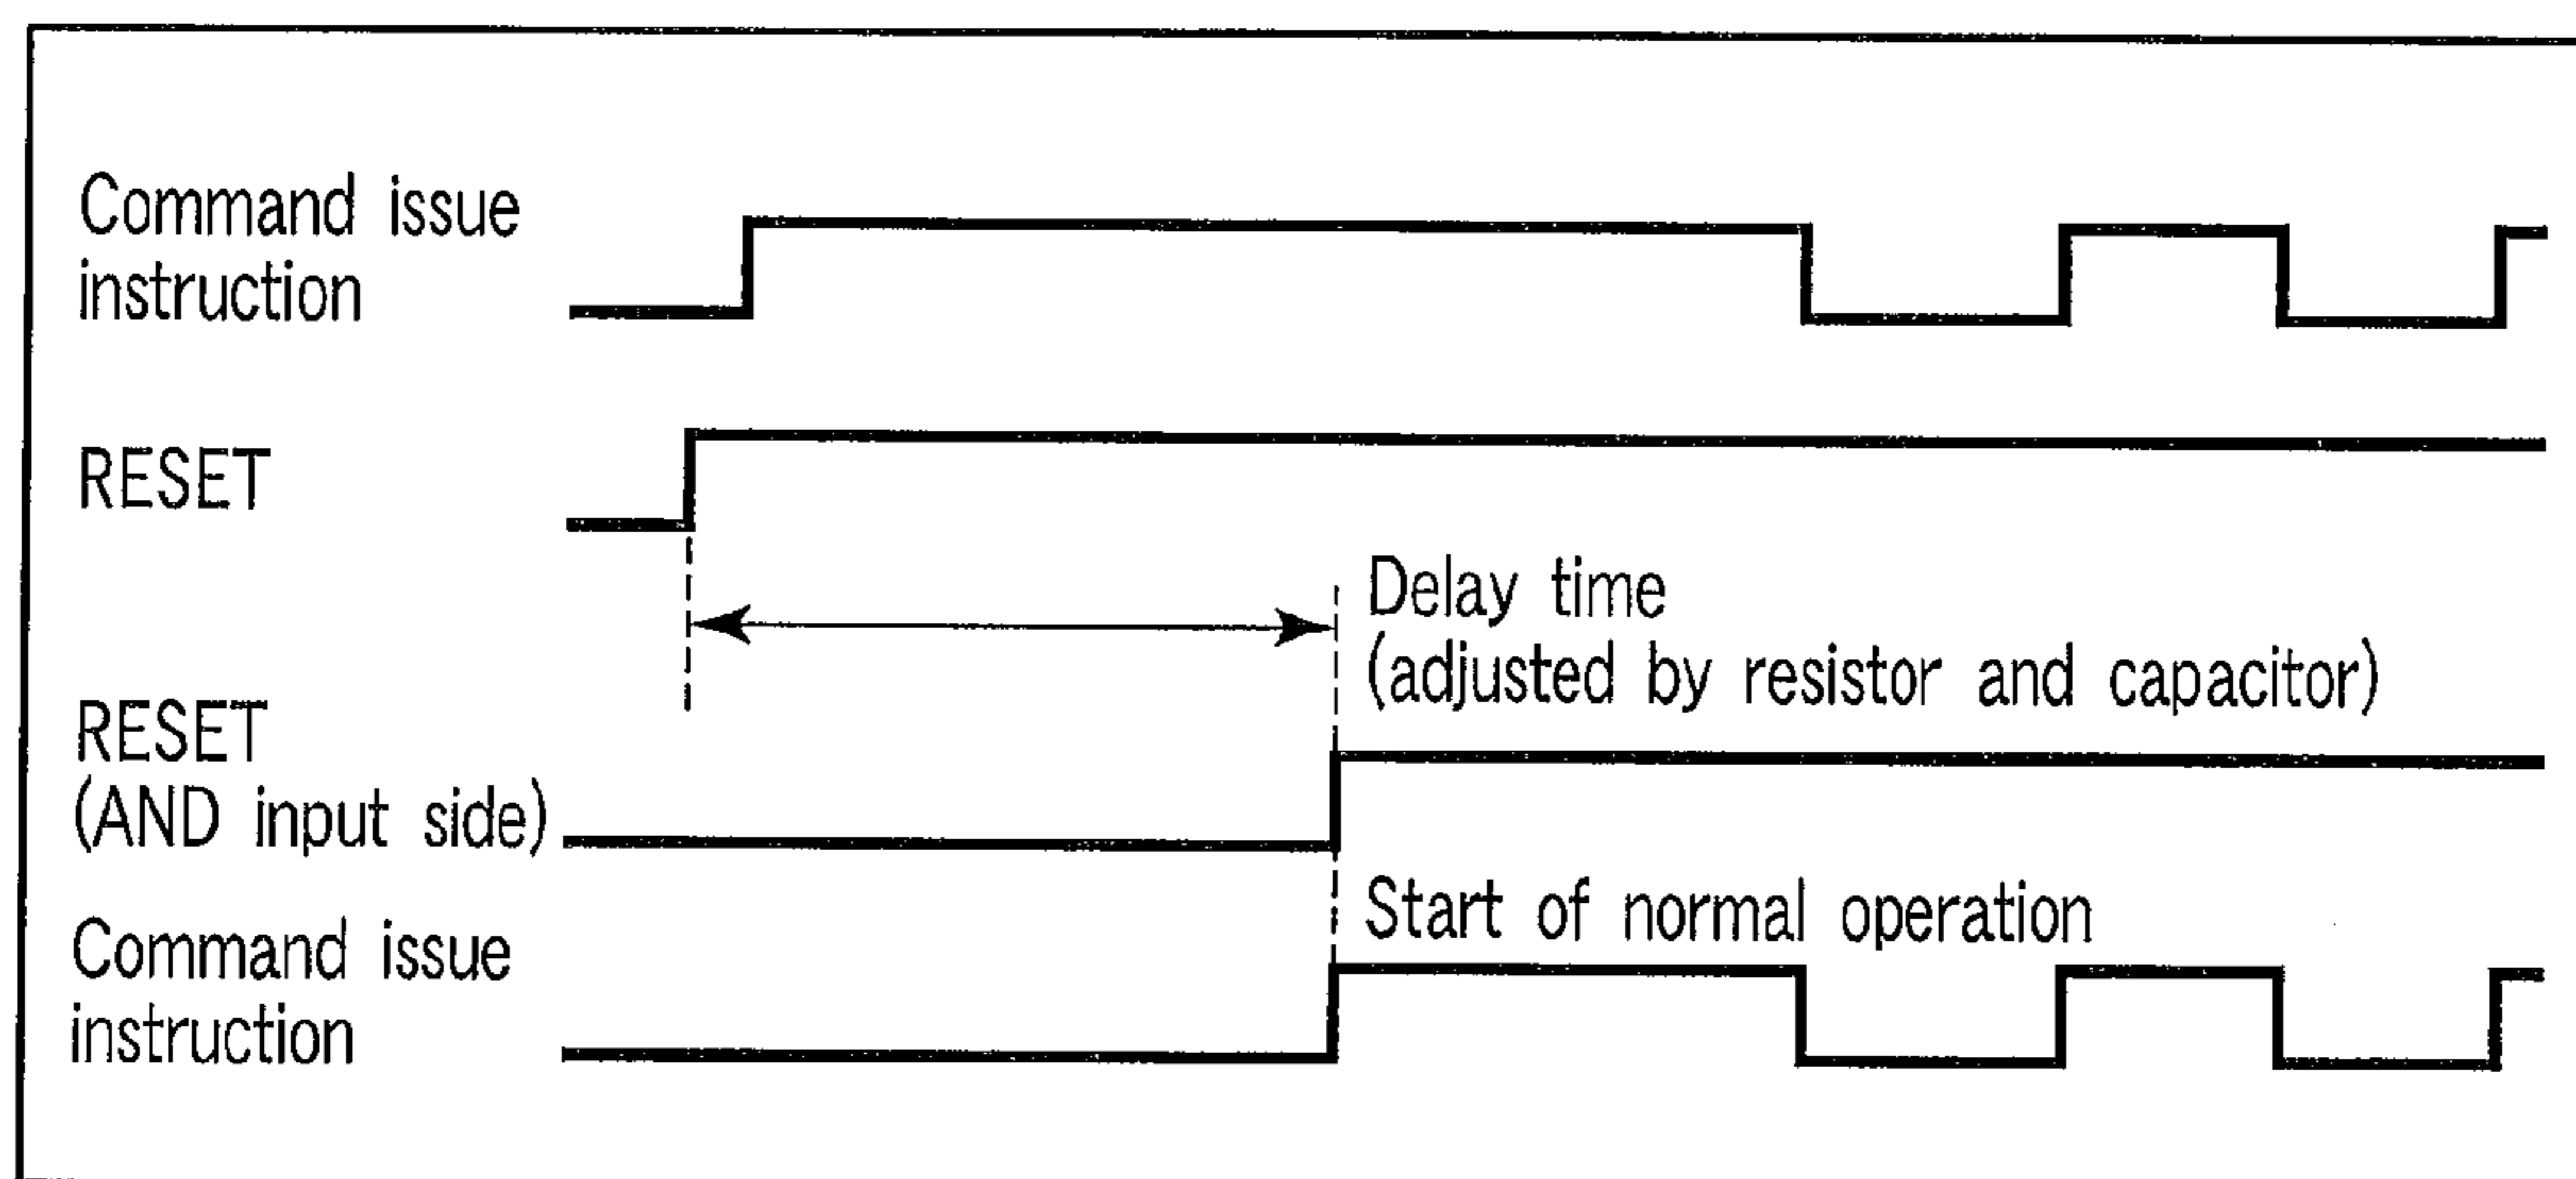 Command issue
instruction
RESET
Delay time
(adjusted by resistor and capacitor)
RESET
(AND input side)
Start of normal operation
Command issue
instruction